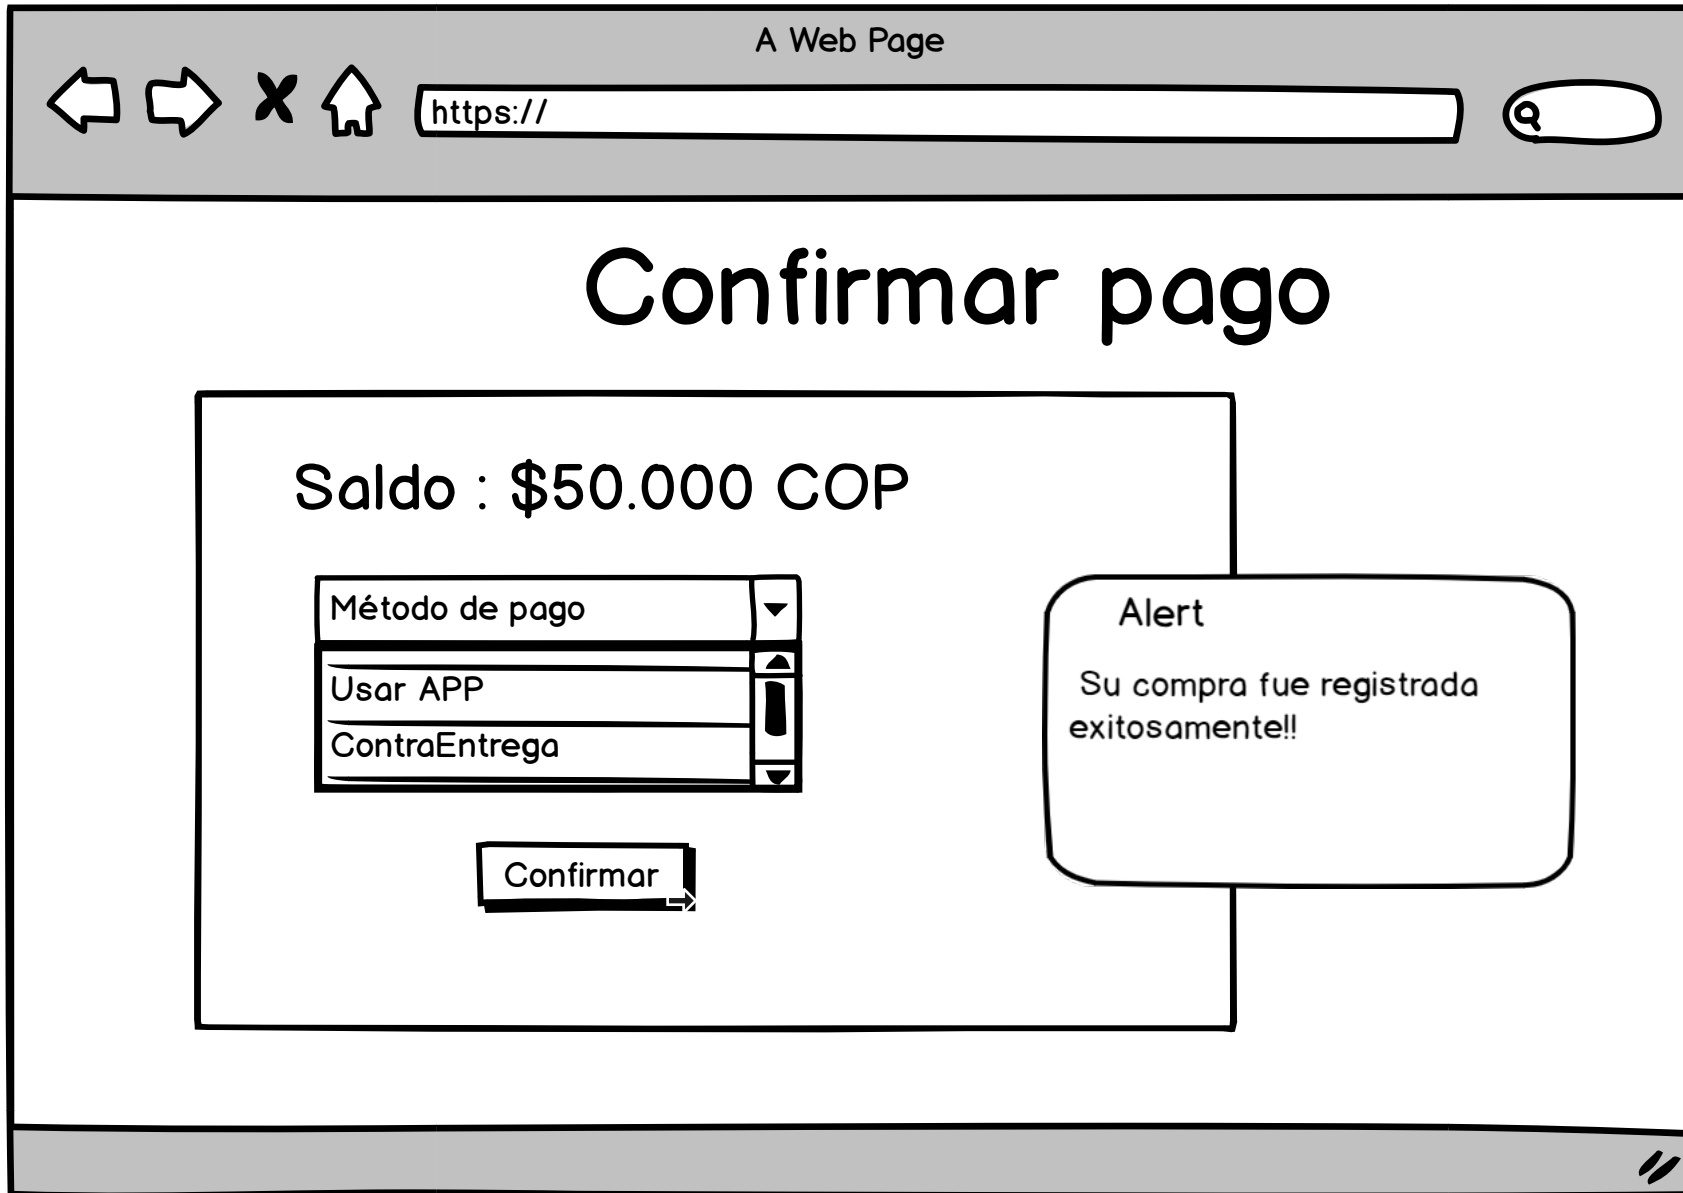 A Web Page
https://
Confirmar pago
Saldo : $50.000 COP
Método de pago
Usar APP
ContraEntrega
Confirmar
Alert
Su compra fue registrada
exitosamente!!